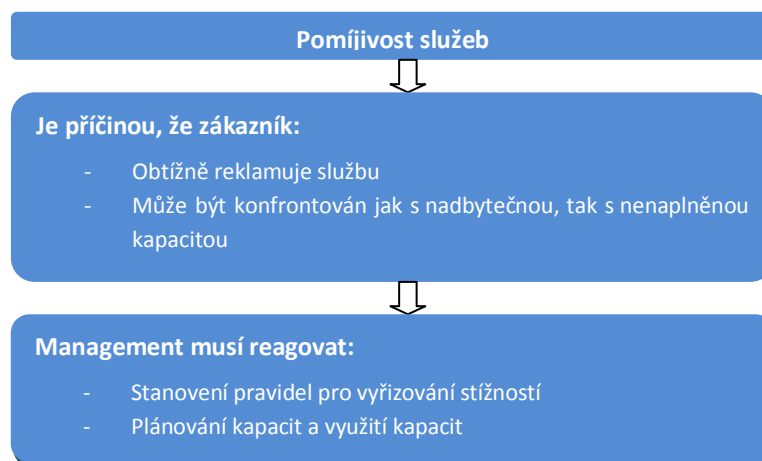 Pomíjivost služeb
Je příčinou, že zákazník:
- Obtížně reklamuje službu
- Může být konfrontován jak s nadbytečnou, tak s nenaplněnou
kapacitou
Management musí reagovat:
- Stanovení pravidel pro vyřizování stížností
- Plánování kapacit a využití kapacit